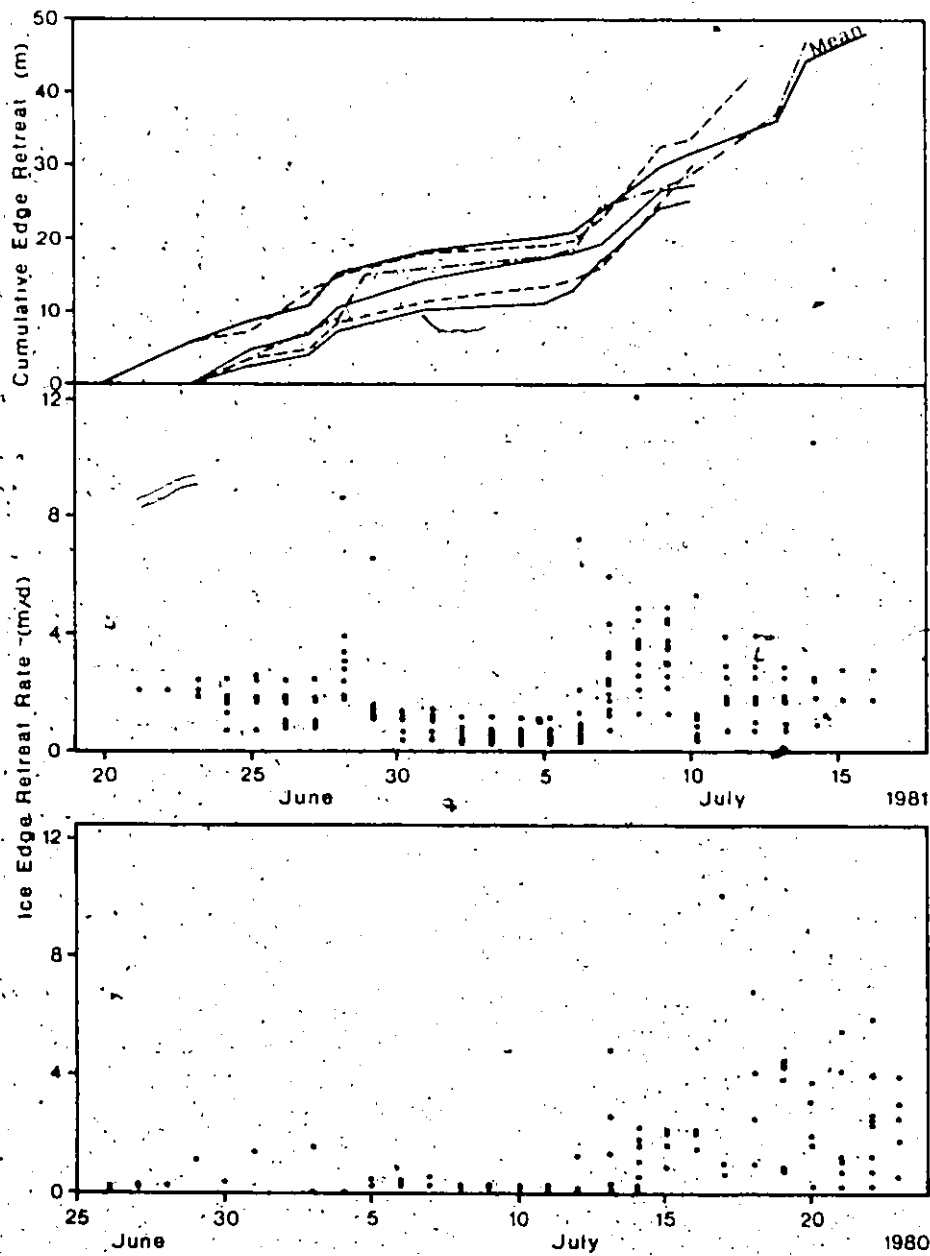 50
40
30
20
10
0
Cumulative Edge Retreat (m)
Mean
12
8
4
0
20 25 30 5 10 15
June July 1981
Ice Edge Retreat Rate (m/d)
12
8
4
0
25 30 5 10 15 20
June July 1980